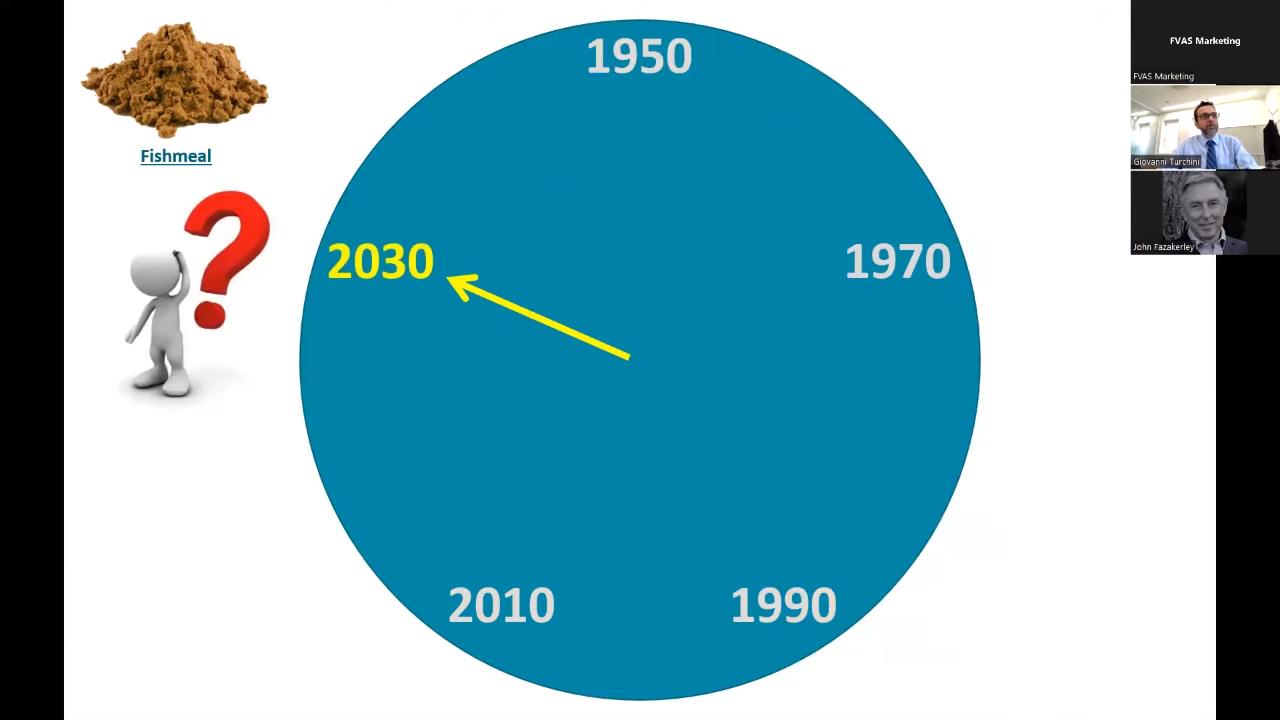 Fishmeal
1950
2030
1970
2010
1990
FVAS Marketing
FVAS Marketing
Giovanni Turchini
John Fazakerley